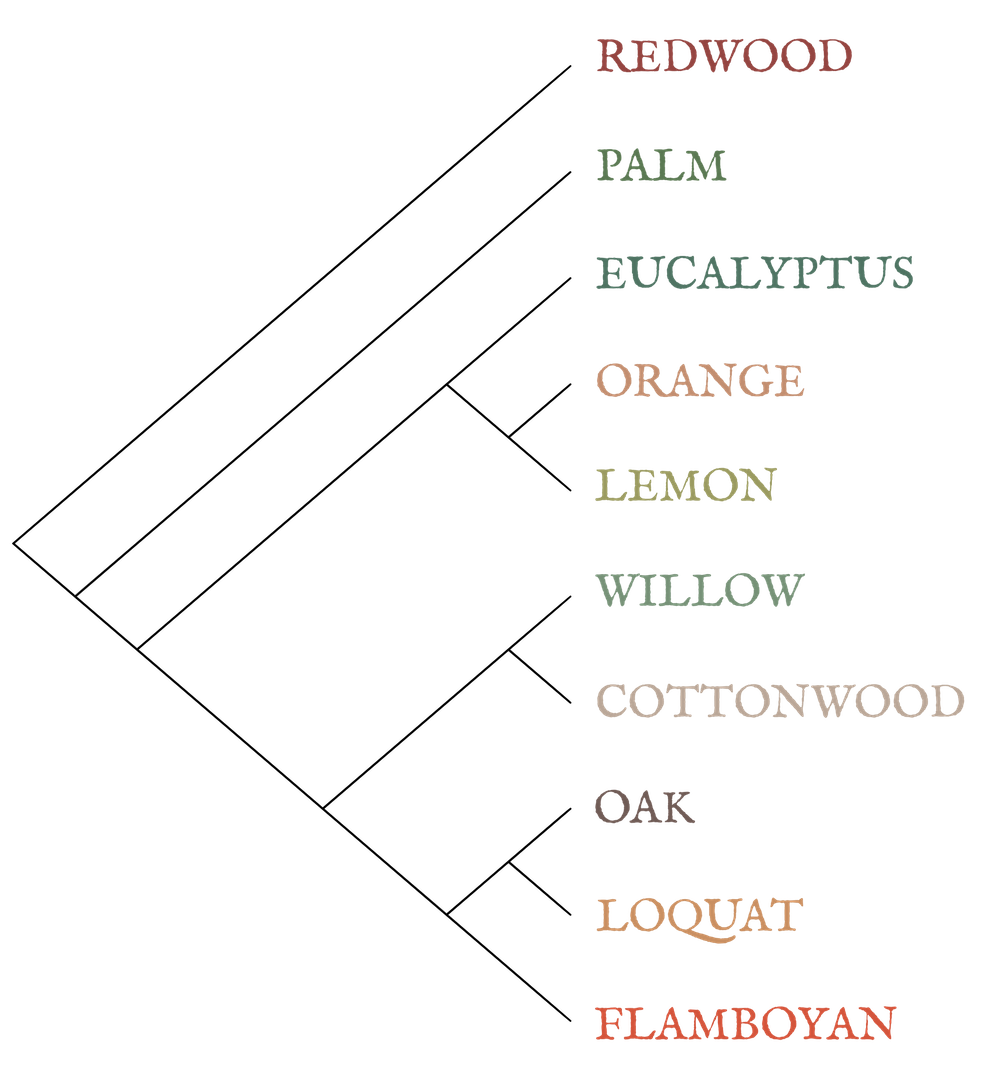 REDWOOD
PALM
EUCALYPTUS
ORANGE
LEMON
WILLOW
COTTONWOOD
OAK
LOQUAT
FLAMBOYAN